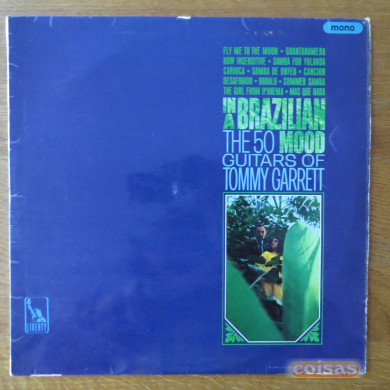 mono
FLY ME TO THE MOON • GUANTANAMERA
HOW INSENSITIVE • SAMBA FOR YOLANDA
CARIOCA • SAMBA DE ORFEU • CANCION
DESAFINADO • BABALU • SUMMER SAMBA
THE GIRL FROM IPANEMA • MAS QUE NADA
IN A BRAZILIAN MOOD
THE 50
GUITARS OF
TOMMY GARRETT
LIBERTY
coisas